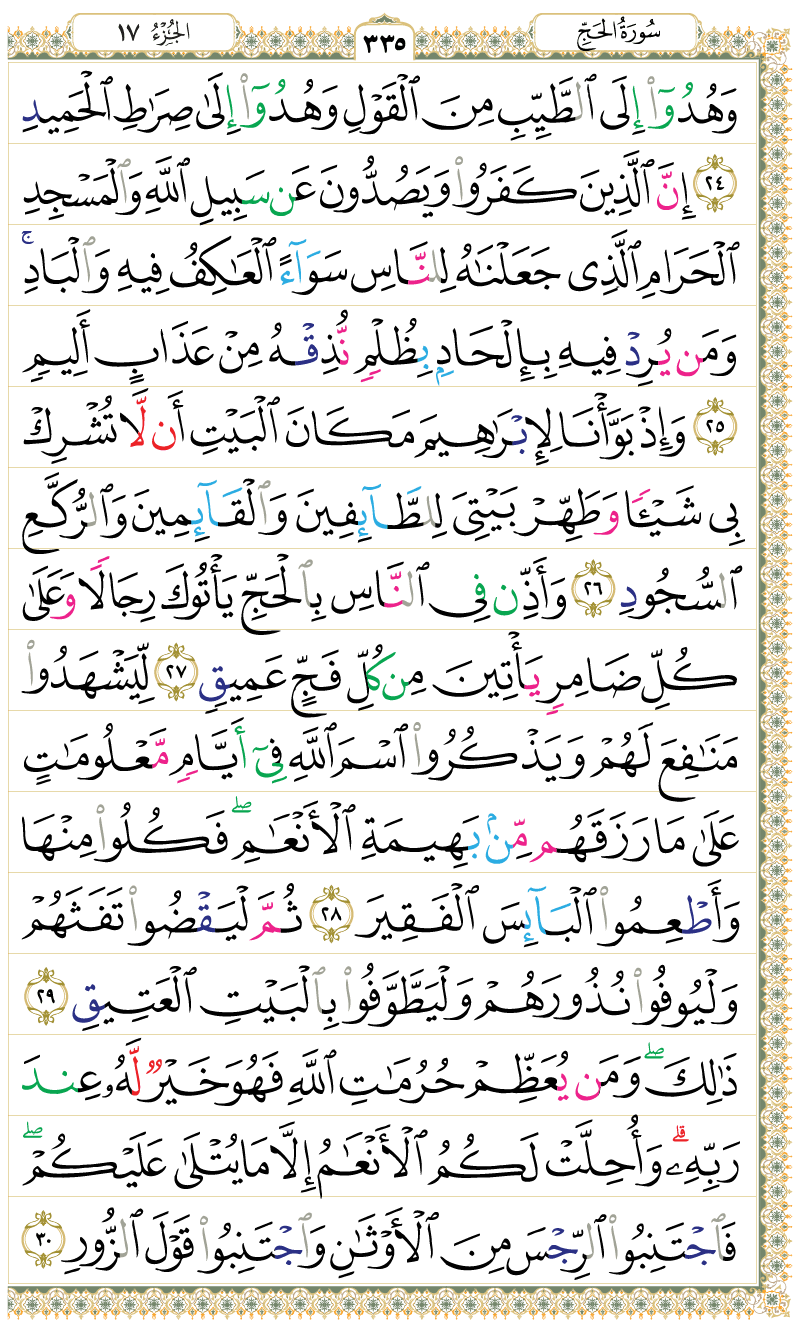 سُورَةُ الحَجِّ
٣٣٥
الجُزْءُ ١٧
وَهُدُوٓاْ إِلَى ٱلطَّيِّبِ مِنَ ٱلْقَوْلِ وَهُدُوٓاْ إِلَىٰ صِرَٰطِ ٱلْحَمِيدِ
٢٤ إِنَّ ٱلَّذِينَ كَفَرُواْ وَيَصُدُّونَ عَن سَبِيلِ ٱللَّهِ وَٱلْمَسْجِدِ
ٱلْحَرَامِ ٱلَّذِى جَعَلْنَٰهُ لِلنَّاسِ سَوَآءً ٱلْعَٰكِفُ فِيهِ وَٱلْبَادِ ۚ
وَمَن يُرِدْ فِيهِ بِإِلْحَادٍۭ بِظُلْمٍ نُّذِقْهُ مِنْ عَذَابٍ أَلِيمٍ
٢٥ وَإِذْ بَوَّأْنَا لِإِبْرَٰهِيمَ مَكَانَ ٱلْبَيْتِ أَن لَّا تُشْرِكْ
بِى شَيْـًٔا وَطَهِّرْ بَيْتِىَ لِلطَّآئِفِينَ وَٱلْقَآئِمِينَ وَٱلرُّكَّعِ
ٱلسُّجُودِ ٢٦ وَأَذِّن فِى ٱلنَّاسِ بِٱلْحَجِّ يَأْتُوكَ رِجَالًا وَعَلَىٰ
كُلِّ ضَامِرٍ يَأْتِينَ مِن كُلِّ فَجٍّ عَمِيقٍ ٢٧ لِّيَشْهَدُواْ
مَنَٰفِعَ لَهُمْ وَيَذْكُرُواْ ٱسْمَ ٱللَّهِ فِىٓ أَيَّامٍ مَّعْلُومَٰتٍ
عَلَىٰ مَا رَزَقَهُم مِّنۢ بَهِيمَةِ ٱلْأَنْعَٰمِ ۖ فَكُلُواْ مِنْهَا
وَأَطْعِمُواْ ٱلْبَآئِسَ ٱلْفَقِيرَ ٢٨ ثُمَّ لْيَقْضُواْ تَفَثَهُمْ
وَلْيُوفُواْ نُذُورَهُمْ وَلْيَطَّوَّفُواْ بِٱلْبَيْتِ ٱلْعَتِيقِ ٢٩
ذَٰلِكَ ۖ وَمَن يُعَظِّمْ حُرُمَٰتِ ٱللَّهِ فَهُوَ خَيْرٌ لَّهُۥ عِندَ
رَبِّهِۦ ۗ وَأُحِلَّتْ لَكُمُ ٱلْأَنْعَٰمُ إِلَّا مَا يُتْلَىٰ عَلَيْكُمْ ۖ
فَٱجْتَنِبُواْ ٱلرِّجْسَ مِنَ ٱلْأَوْثَٰنِ وَٱجْتَنِبُواْ قَوْلَ ٱلزُّورِ ٣٠